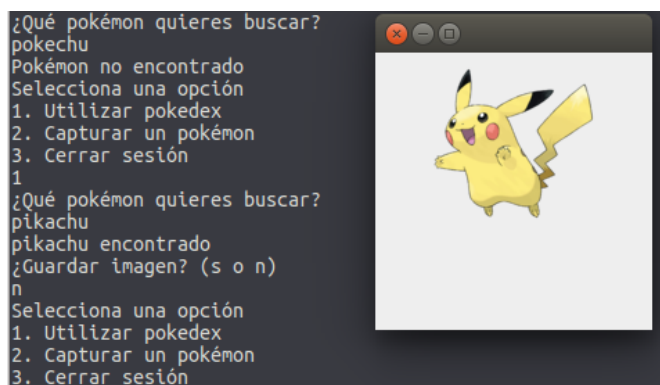 ¿Qué pokémon quieres buscar?
pokechu
Pokémon no encontrado
Selecciona una opción
1. Utilizar pokedex
2. Capturar un pokémon
3. Cerrar sesión
1
¿Qué pokémon quieres buscar?
pikachu
pikachu encontrado
¿Guardar imagen? (s o n)
n
Selecciona una opción
1. Utilizar pokedex
2. Capturar un pokémon
3. Cerrar sesión